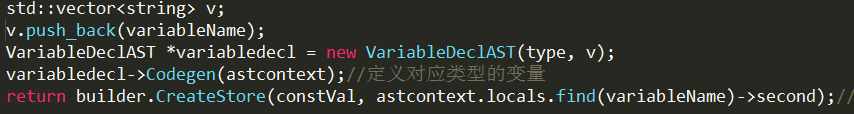 std::vector<string> v;
v.push_back(variableName);
VariableDeclAST *variabledecl = new VariableDeclAST(type, v);
variabledecl->Codegen(astcontext);//定义对应类型的变量
return builder.CreateStore(constVal, astcontext.locals.find(variableName)->second);//